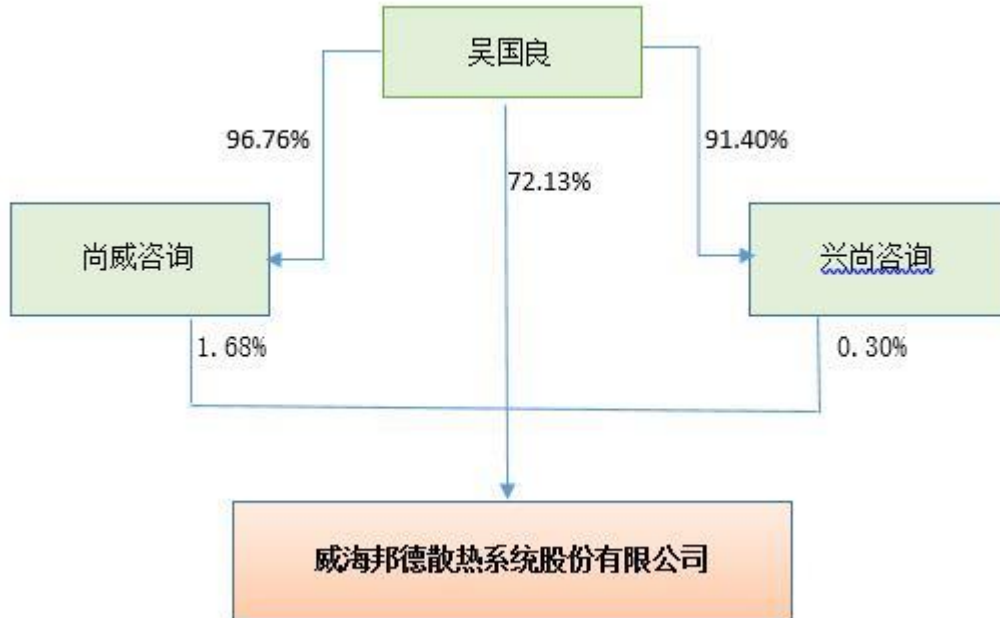 吴国良
96.76%
72.13%
91.40%
尚威咨询
兴尚咨询
1.68%
0.30%
威海邦德散热系统股份有限公司